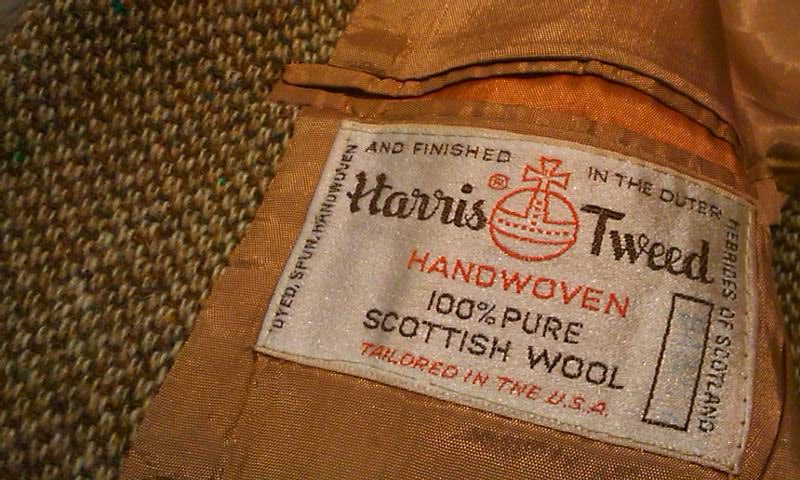 DYED, SPUN, HANDWOVEN
AND FINISHED
IN THE OUTER
HEBRIDES OF SCOTLAND
Harris ® Tweed
HANDWOVEN
100% PURE
SCOTTISH WOOL
TAILORED IN THE U.S.A.